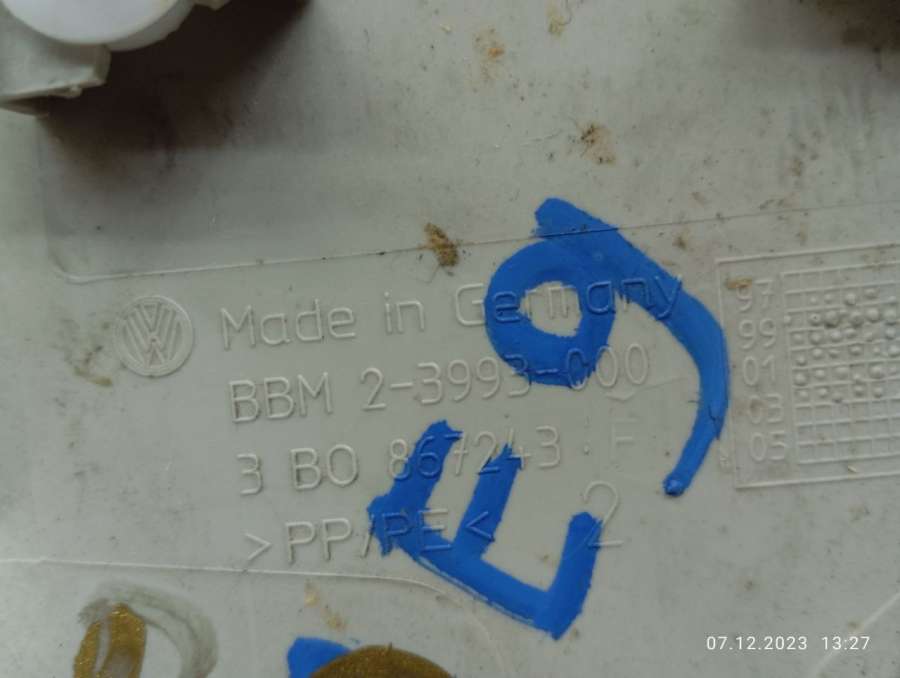 Made in Germany
BBM 2-3993-000
3 B0 867243 F
>PP/PE< 2
97
99
01
03
05
E9
07.12.2023 13:27